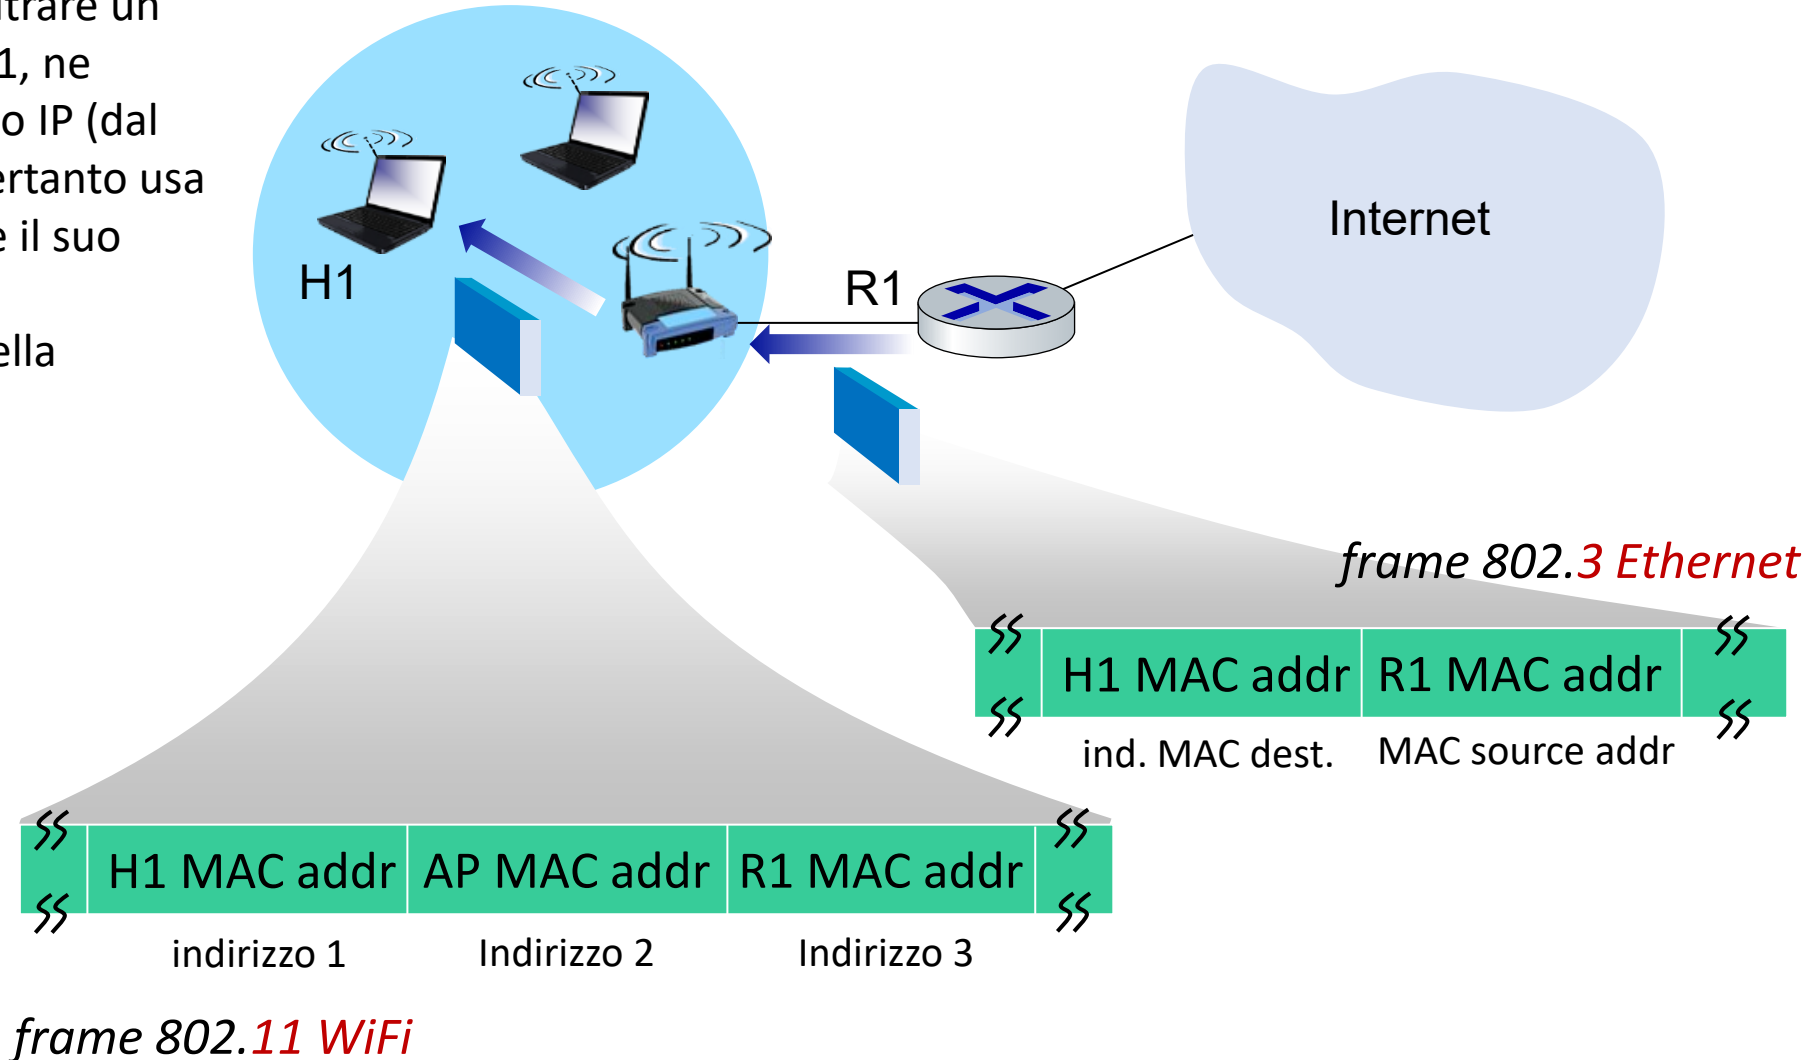 trare un
1, ne
o IP (dal
ertanto usa
e il suo
ella
H1
R1
Internet
frame 802.3 Ethernet
H1 MAC addr R1 MAC addr
ind. MAC dest. MAC source addr
H1 MAC addr AP MAC addr R1 MAC addr
indirizzo 1 Indirizzo 2 Indirizzo 3
frame 802.11 WiFi